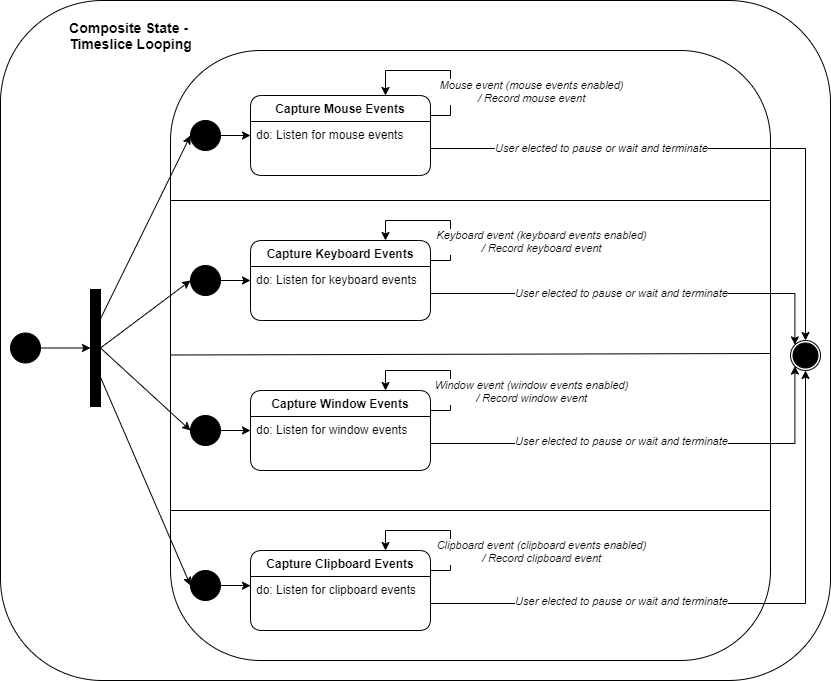 Composite State -
Timeslice Looping
Mouse event (mouse events enabled)
/ Record mouse event
Capture Mouse Events
do: Listen for mouse events
User elected to pause or wait and terminate
Keyboard event (keyboard events enabled)
/ Record keyboard event
Capture Keyboard Events
do: Listen for keyboard events
User elected to pause or wait and terminate
Window event (window events enabled)
/ Record window event
Capture Window Events
do: Listen for window events
User elected to pause or wait and terminate
Clipboard event (clipboard events enabled)
/ Record clipboard event
Capture Clipboard Events
do: Listen for clipboard events
User elected to pause or wait and terminate